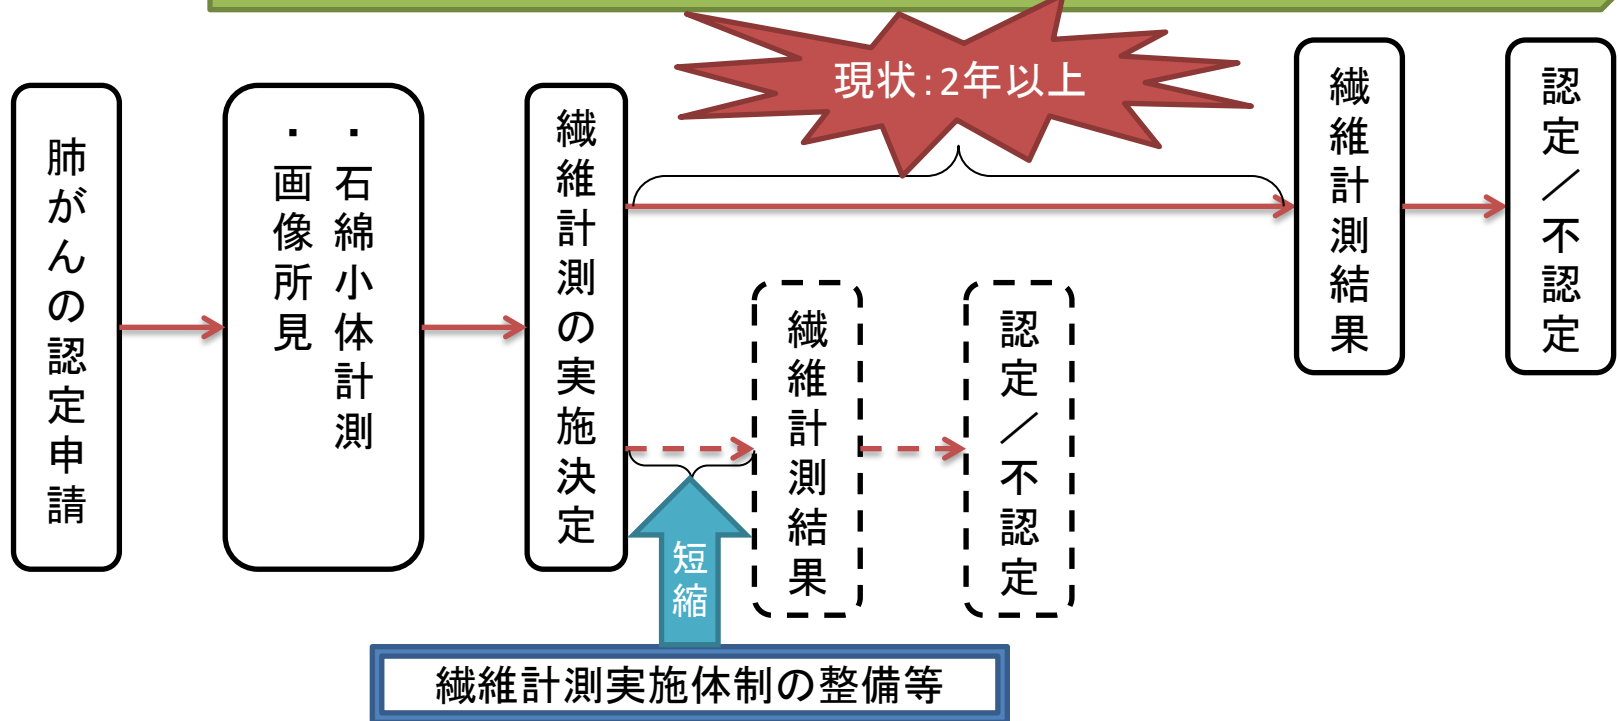 肺がんの認定申請
・石綿小体計測
・画像所見
繊維計測の実施決定
現状：2年以上
繊維計測結果
認定／不認定
繊維計測結果
認定／不認定
短縮
繊維計測実施体制の整備等